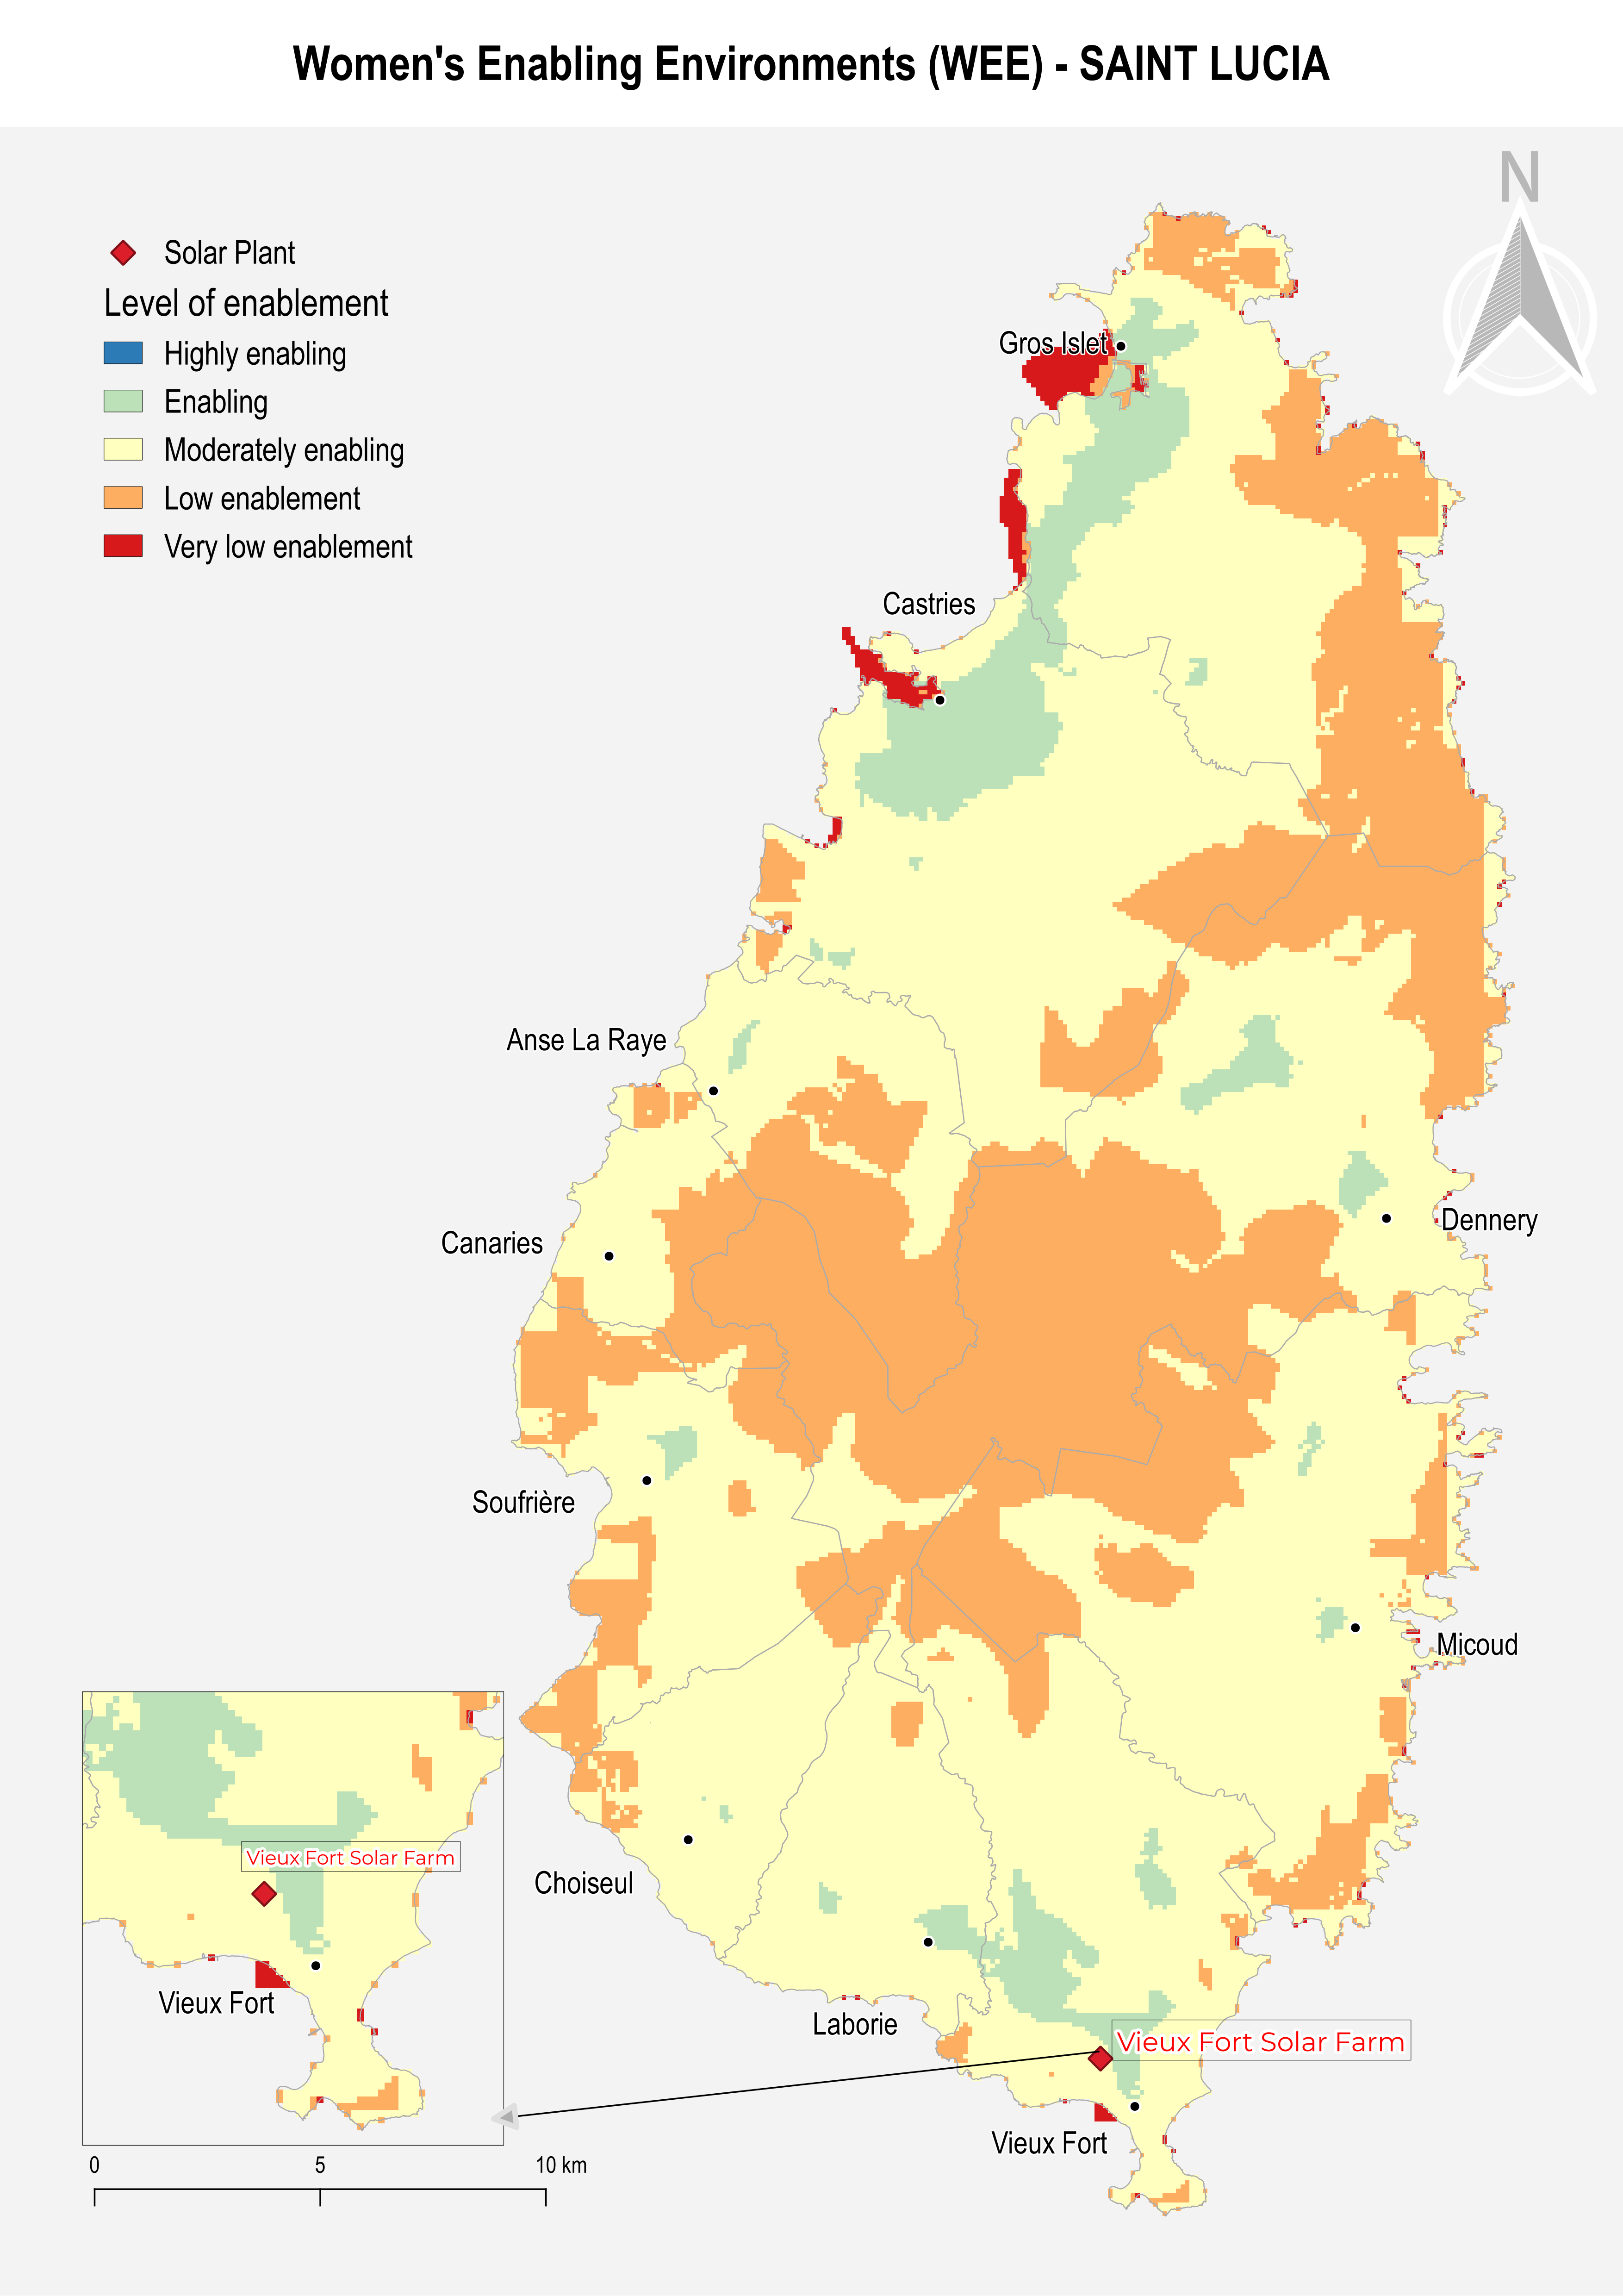 Women's Enabling Environments (WEE) - SAINT LUCIA
N
Solar Plant
Level of enablement
Highly enabling
Enabling
Moderately enabling
Low enablement
Very low enablement
Gros Islet
Castries
Anse La Raye
Canaries
Dennery
Soufrière
Micoud
Choiseul
Laborie
Vieux Fort Solar Farm
Vieux Fort
Vieux Fort Solar Farm
Vieux Fort
0 5 10 km